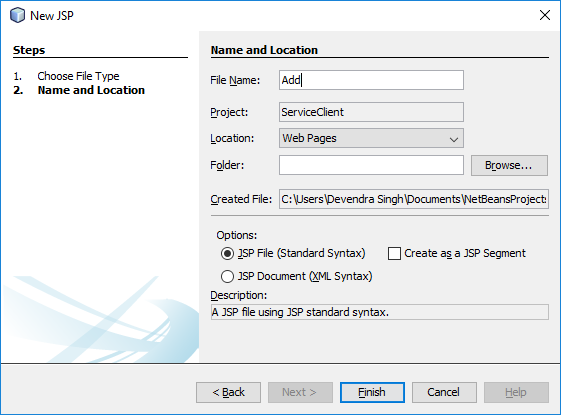 New JSP
Steps
1. Choose File Type
2. Name and Location
Name and Location
File Name: Add
Project: ServiceClient
Location: Web Pages
Folder: Browse...
Created File: C:\Users\Devendra Singh\Documents\NetBeansProjects
Options:
JSP File (Standard Syntax) Create as a JSP Segment
JSP Document (XML Syntax)
Description:
A JSP file using JSP standard syntax.
< Back Next > Finish Cancel Help